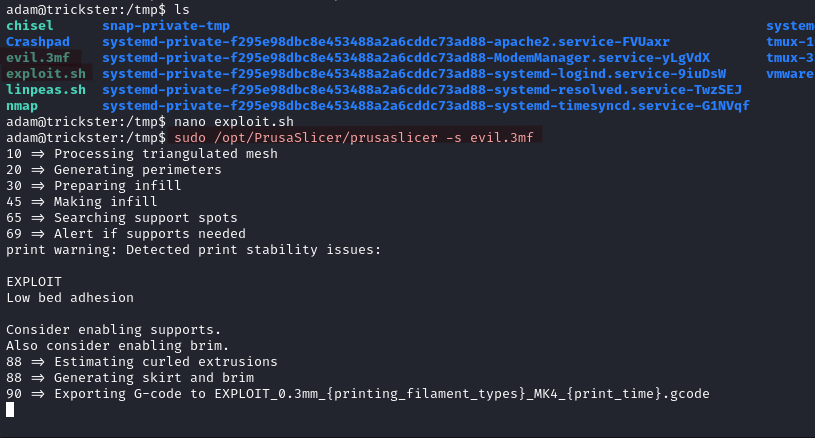 adam@trickster:/tmp$ ls
chisel snap-private-tmp system
Crashpad systemd-private-f295e98dbc8e453488a2a6cddc73ad88-apache2.service-FVUaxr tmux-1
evil.3mf systemd-private-f295e98dbc8e453488a2a6cddc73ad88-ModemManager.service-yLgVdX tmux-3
exploit.sh systemd-private-f295e98dbc8e453488a2a6cddc73ad88-systemd-logind.service-9iuDsW vmware
linpeas.sh systemd-private-f295e98dbc8e453488a2a6cddc73ad88-systemd-resolved.service-TwzSEJ
nmap systemd-private-f295e98dbc8e453488a2a6cddc73ad88-systemd-timesyncd.service-G1NVqf
adam@trickster:/tmp$ nano exploit.sh
adam@trickster:/tmp$ sudo /opt/PrusaSlicer/prusaslicer -s evil.3mf
10 => Processing triangulated mesh
20 => Generating perimeters
30 => Preparing infill
45 => Making infill
65 => Searching support spots
69 => Alert if supports needed
print warning: Detected print stability issues:
EXPLOIT
Low bed adhesion
Consider enabling supports.
Also consider enabling brim.
88 => Estimating curled extrusions
88 => Generating skirt and brim
90 => Exporting G-code to EXPLOIT_0.3mm_{printing_filament_types}_MK4_{print_time}.gcode